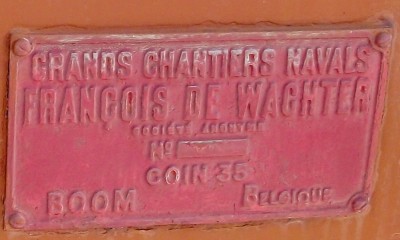 GRANDS CHANTIERS NAVALS
FRANÇOIS DE WACHTER
SOCIÉTÉ ANONYME
No
COIN 35
BOOM BELGIQUE